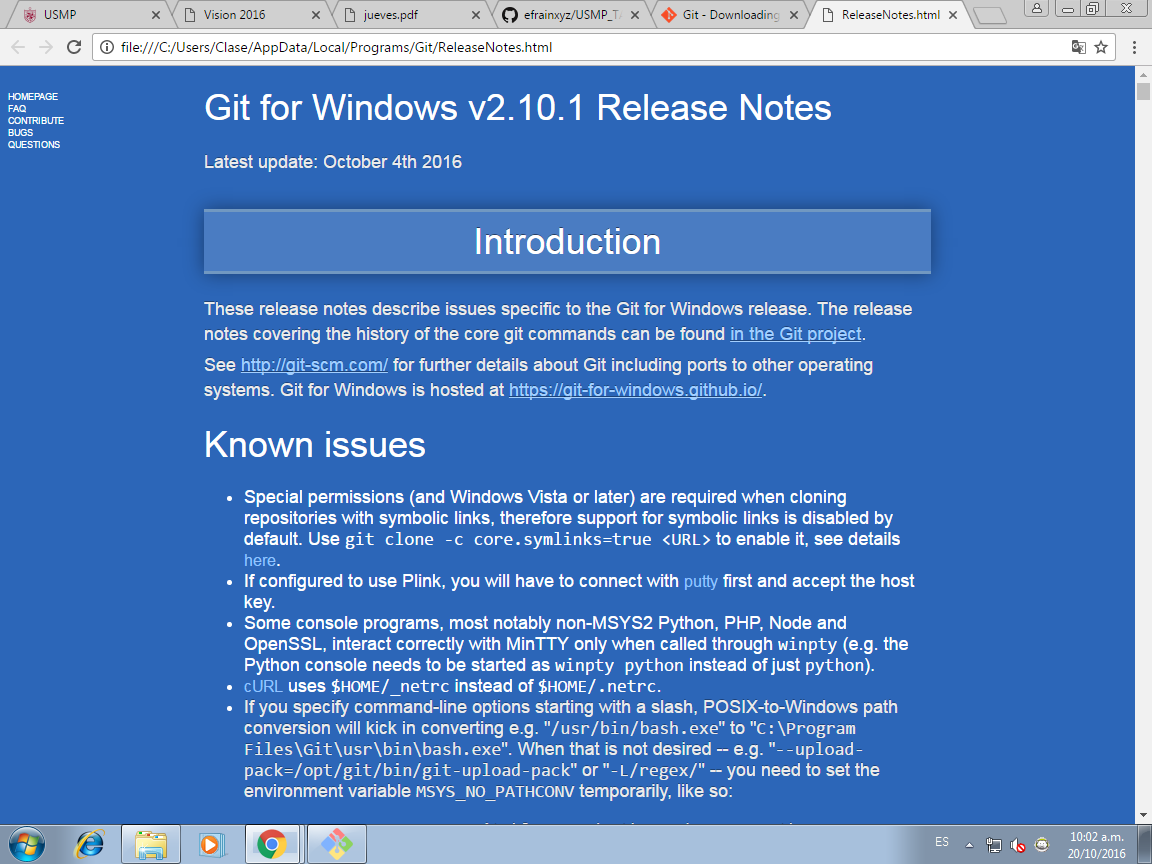 USMP
Vision 2016
jueves.pdf
efrainxyz/USMP_TA
Git - Downloading
ReleaseNotes.html
file:///C:/Users/Clase/AppData/Local/Programs/Git/ReleaseNotes.html
HOMEPAGE
FAQ
CONTRIBUTE
BUGS
QUESTIONS
Git for Windows v2.10.1 Release Notes
Latest update: October 4th 2016
Introduction
These release notes describe issues specific to the Git for Windows release. The release
notes covering the history of the core git commands can be found in the Git project.
See http://git-scm.com/ for further details about Git including ports to other operating
systems. Git for Windows is hosted at https://git-for-windows.github.io/.
Known issues
• Special permissions (and Windows Vista or later) are required when cloning
repositories with symbolic links, therefore support for symbolic links is disabled by
default. Use git clone -c core.symlinks=true <URL> to enable it, see details
here.
• If configured to use Plink, you will have to connect with putty first and accept the host
key.
• Some console programs, most notably non-MSYS2 Python, PHP, Node and
OpenSSL, interact correctly with MinTTY only when called through winpty (e.g. the
Python console needs to be started as winpty python instead of just python).
• cURL uses $HOME/_netrc instead of $HOME/.netrc.
• If you specify command-line options starting with a slash, POSIX-to-Windows path
conversion will kick in converting e.g. "/usr/bin/bash.exe" to "C:\Program
Files\Git\usr\bin\bash.exe". When that is not desired -- e.g. "--upload-
pack=/opt/git/bin/git-upload-pack" or "-L/regex/" -- you need to set the
environment variable MSYS_NO_PATHCONV temporarily, like so:
ES
10:02 a.m.
20/10/2016